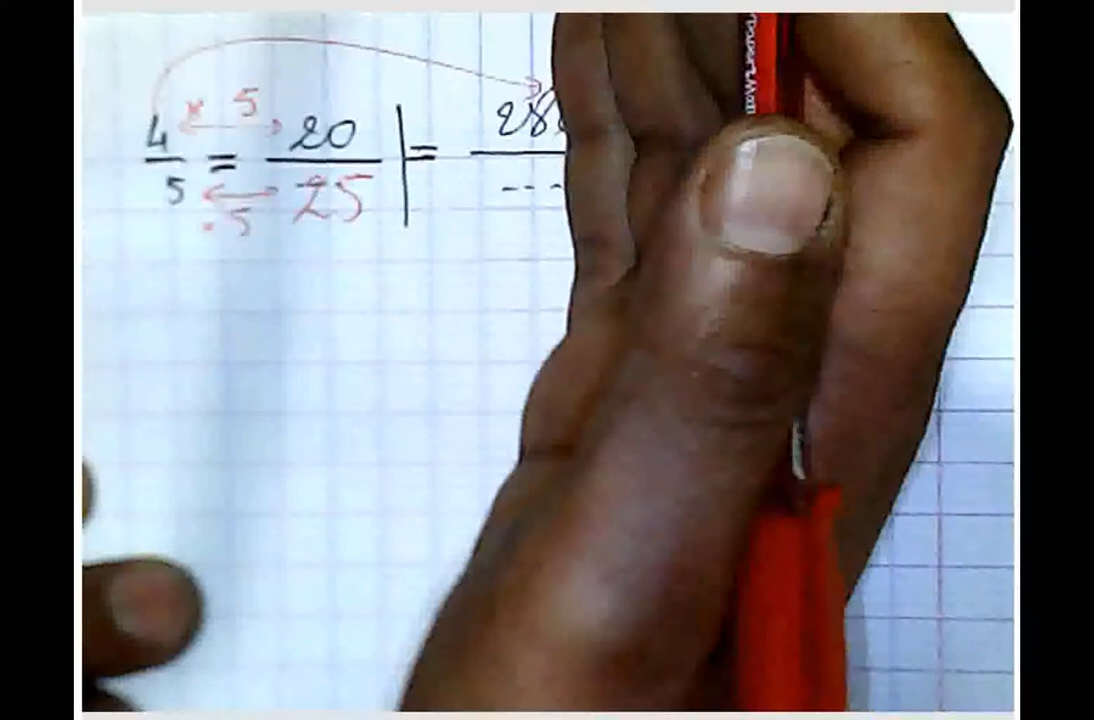 × 5
4/5 = 20/25 | = 28
× 5 ---